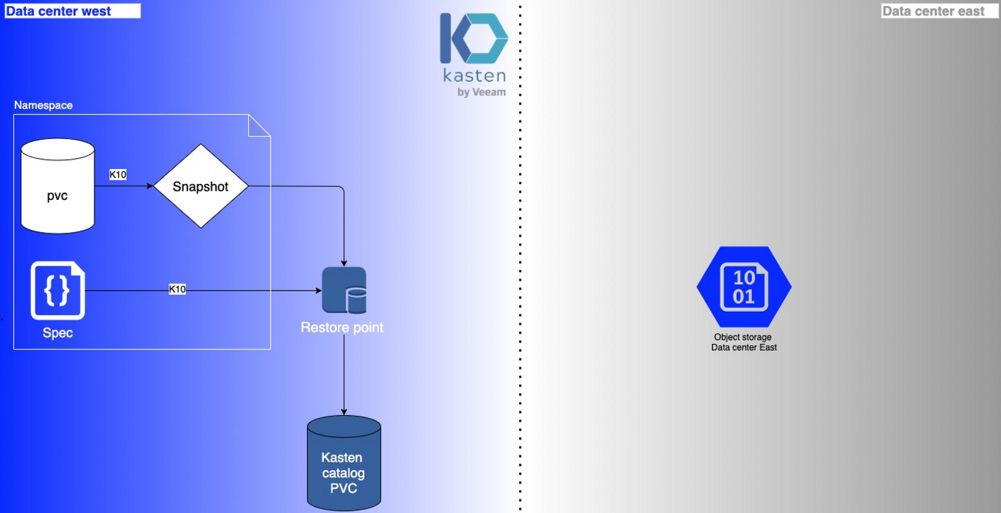 Data center west
Data center east
kasten
by Veeam
Namespace
pvc
K10
Snapshot
{}
K10
Spec
Restore point
10
01
Object storage
Data center East
Kasten
catalog
PVC